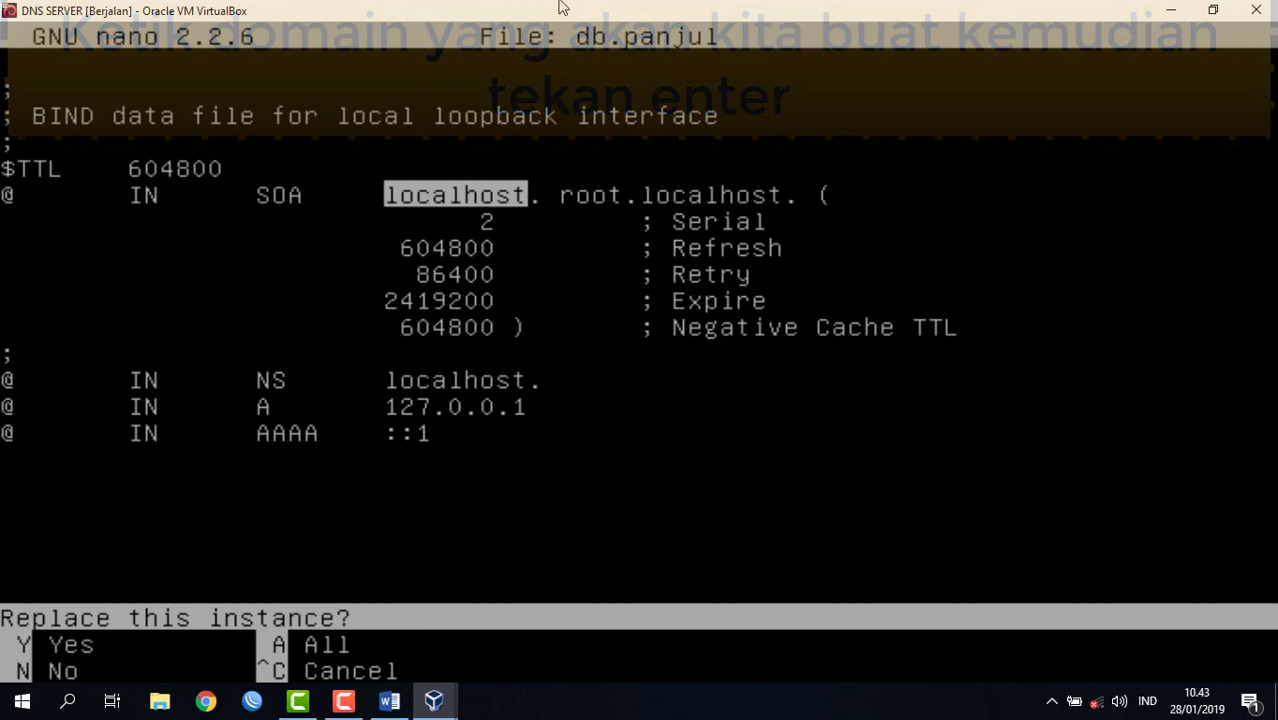 DNS SERVER [Berjalan] - Oracle VM VirtualBox
GNU nano 2.2.6 File: db.panjul
Ketik domain yang akan kita buat kemudian
tekan enter
;
; BIND data file for local loopback interface
;
$TTL 604800
@ IN SOA localhost. root.localhost. (
2 ; Serial
604800 ; Refresh
86400 ; Retry
2419200 ; Expire
604800 ) ; Negative Cache TTL
;
@ IN NS localhost.
@ IN A 127.0.0.1
@ IN AAAA ::1
Replace this instance?
Y Yes A All
N No ^C Cancel
IND
10.43
28/01/2019
1